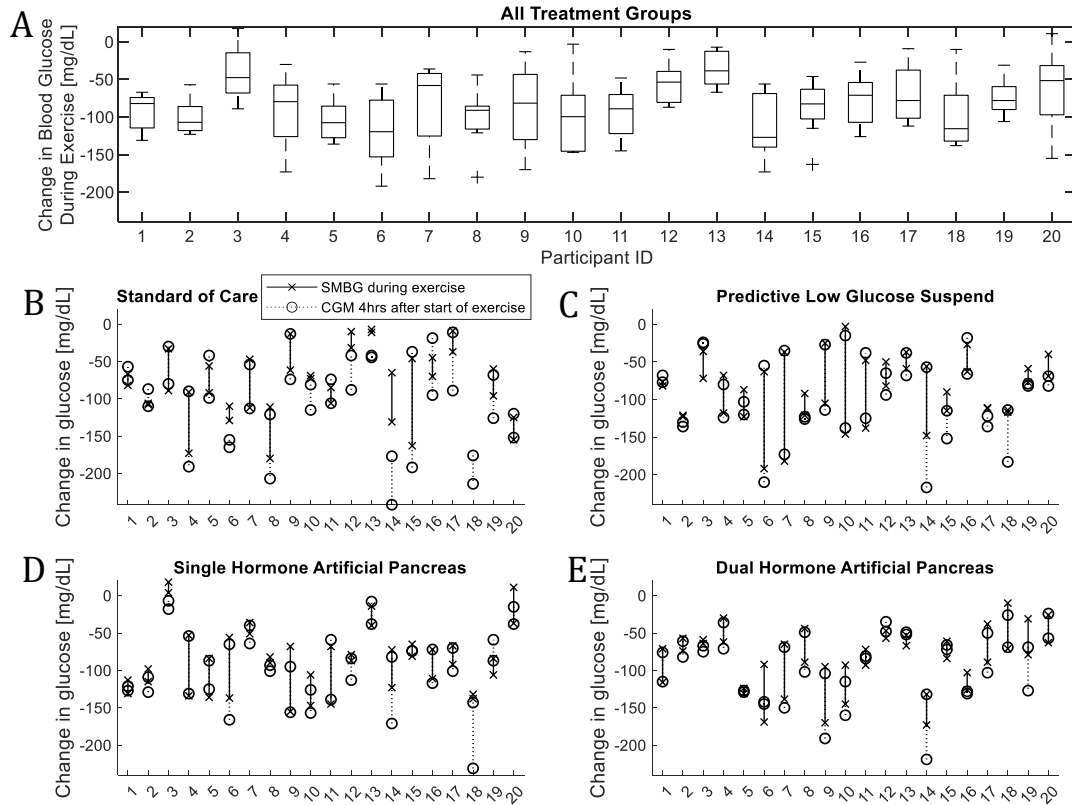 A
All Treatment Groups
Change in Blood Glucose
During Exercise [mg/dL]
0
-50
-100
-150
-200
1 2 3 4 5 6 7 8 9 10 11 12 13 14 15 16 17 18 19 20
Participant ID
SMBG during exercise
CGM 4hrs after start of exercise
B
Standard of Care
Change in glucose [mg/dL]
0
-50
-100
-150
-200
1 2 3 4 5 6 7 8 9 10 11 12 13 14 15 16 17 18 19 20
C
Predictive Low Glucose Suspend
Change in glucose [mg/dL]
0
-50
-100
-150
-200
1 2 3 4 5 6 7 8 9 10 11 12 13 14 15 16 17 18 19 20
D
Single Hormone Artificial Pancreas
Change in glucose [mg/dL]
0
-50
-100
-150
-200
1 2 3 4 5 6 7 8 9 10 11 12 13 14 15 16 17 18 19 20
E
Dual Hormone Artificial Pancreas
Change in glucose [mg/dL]
0
-50
-100
-150
-200
1 2 3 4 5 6 7 8 9 10 11 12 13 14 15 16 17 18 19 20